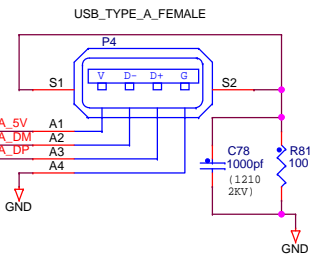 USB_TYPE_A_FEMALE
P4
V D- D+ G
S1 S2
A_5V A1
A_DM A2
A_DP A3
A4
C78
1000pf
(1210
2KV)
R81
100
GND
GND